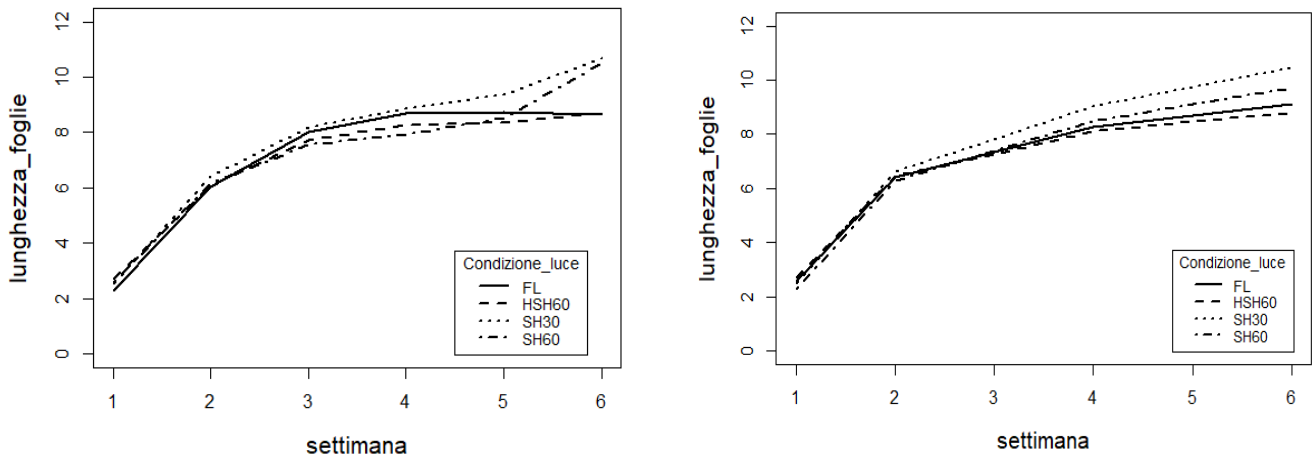 lunghezza_foglie
12
10
8
6
4
2
0
Condizione_luce
FL
HSH60
SH30
SH60
1 2 3 4 5 6
settimana
lunghezza_foglie
12
10
8
6
4
2
0
Condizione_luce
FL
HSH60
SH30
SH60
1 2 3 4 5 6
settimana